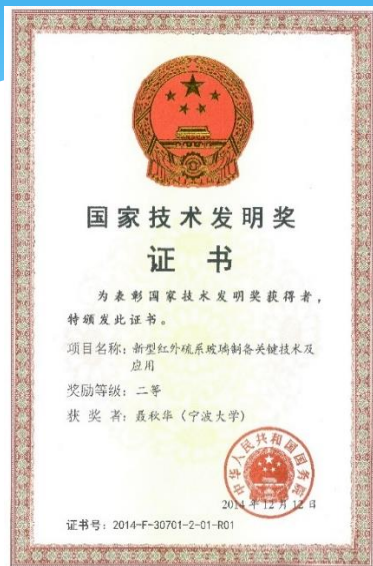 国家技术发明奖
证书
为表彰国家技术发明奖获得者，
特颁发此证书。
项目名称：新型红外硫系玻璃制备关键技术及
应用
奖励等级：二等
获奖者：聂秋华（宁波大学）
中华人民共和国国务院
2014年12月12日
证书号：2014-F-30701-2-01-R01